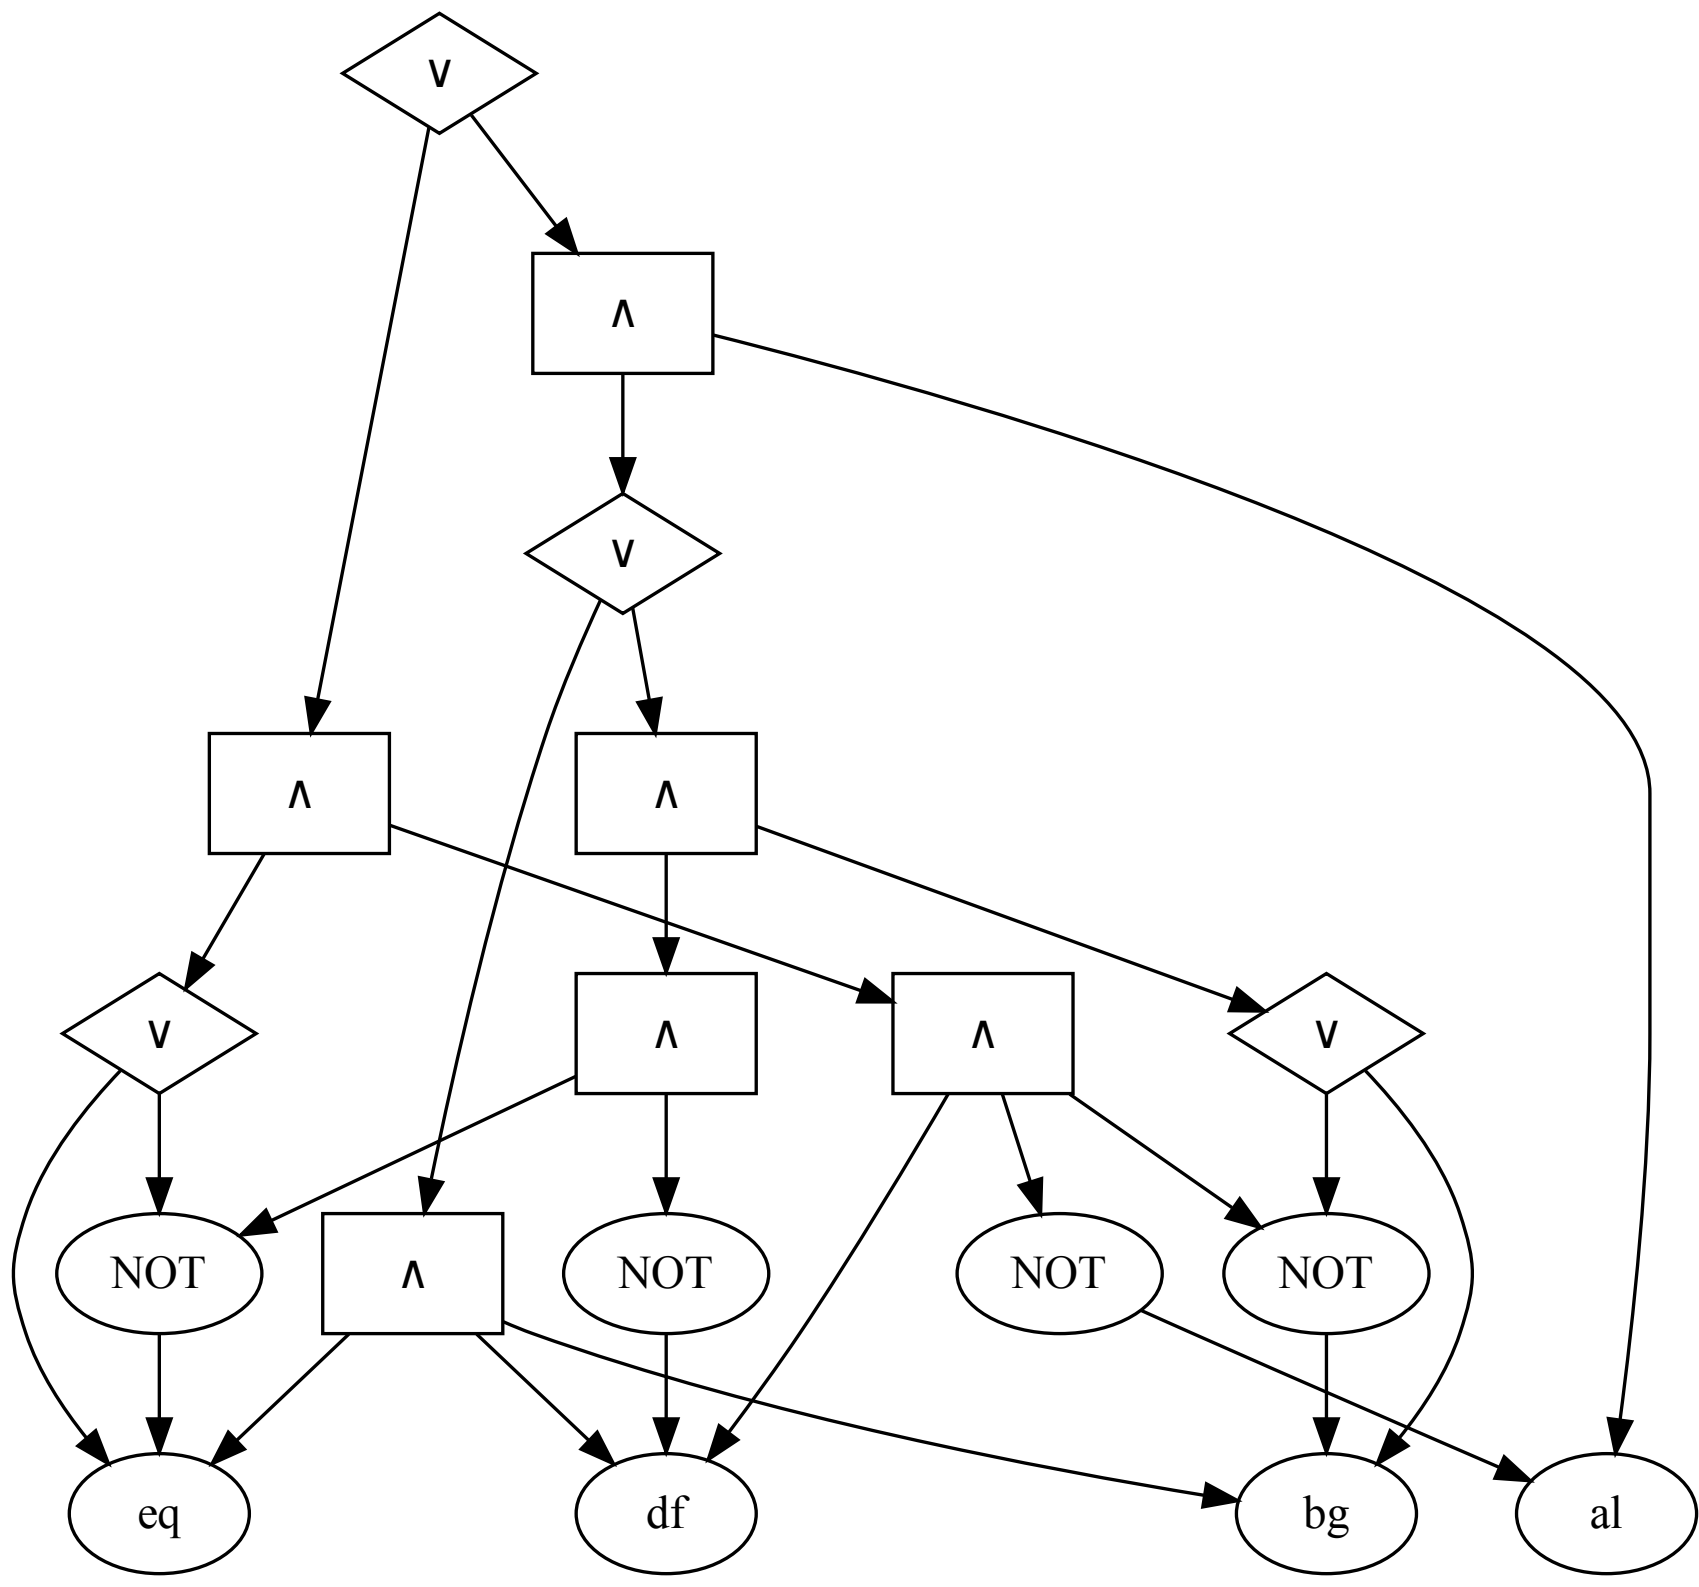 ∨
∧
∨
∧ ∧
∨ ∧ ∧ ∨
NOT ∧ NOT NOT NOT
eq df bg al